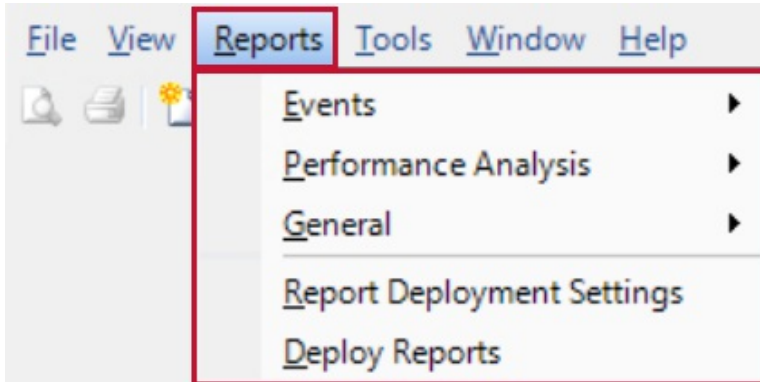 File View Reports Tools Window Help
Events
Performance Analysis
General
Report Deployment Settings
Deploy Reports